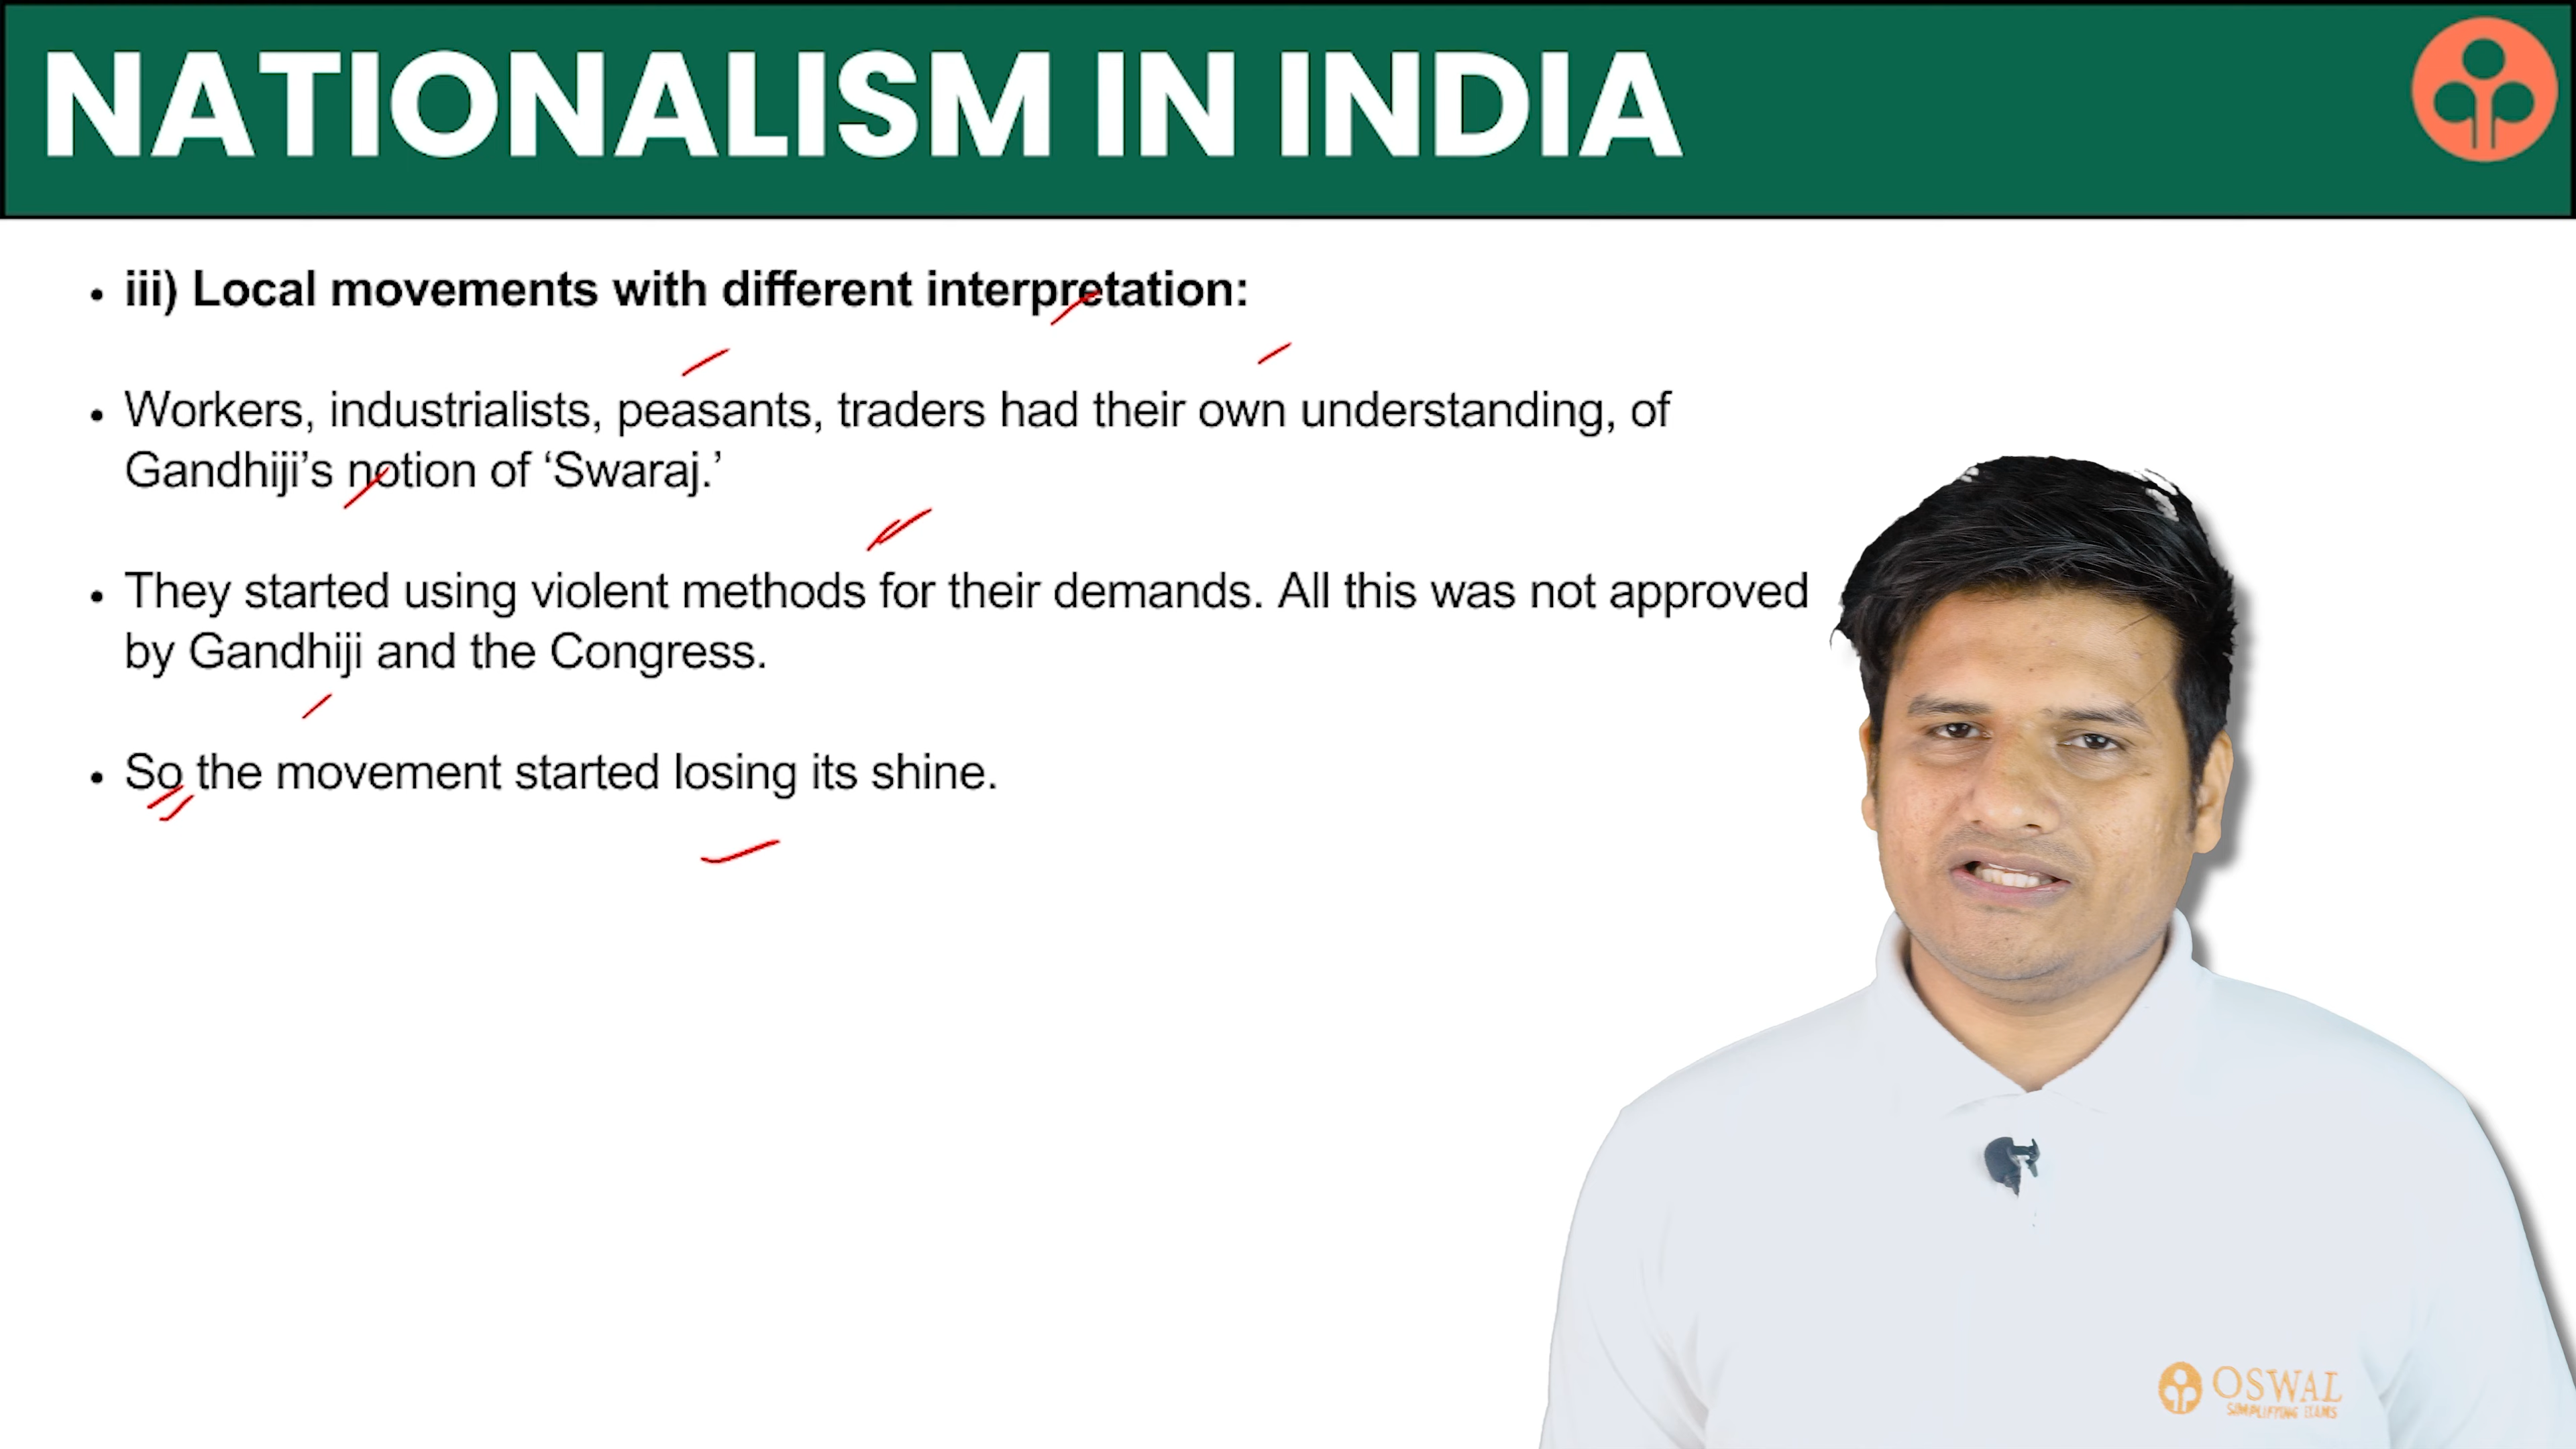 NATIONALISM IN INDIA
• iii) Local movements with different interpretation:
• Workers, industrialists, peasants, traders had their own understanding, of
Gandhiji’s notion of ‘Swaraj.’
• They started using violent methods for their demands. All this was not approved
by Gandhiji and the Congress.
• So the movement started losing its shine.
OSWAL
SIMPLIFYING EXAMS